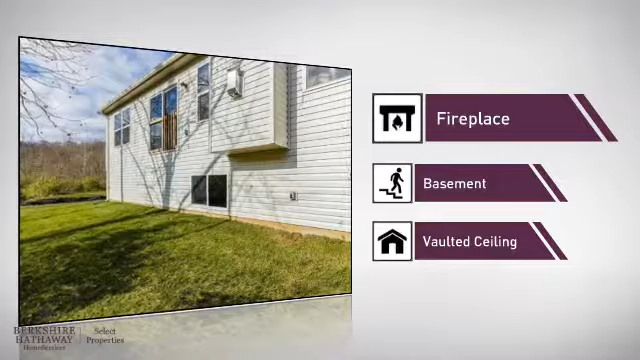 Fireplace
Basement
Vaulted Ceiling
BERKSHIRE
HATHAWAY
HomeServices
Select
Properties